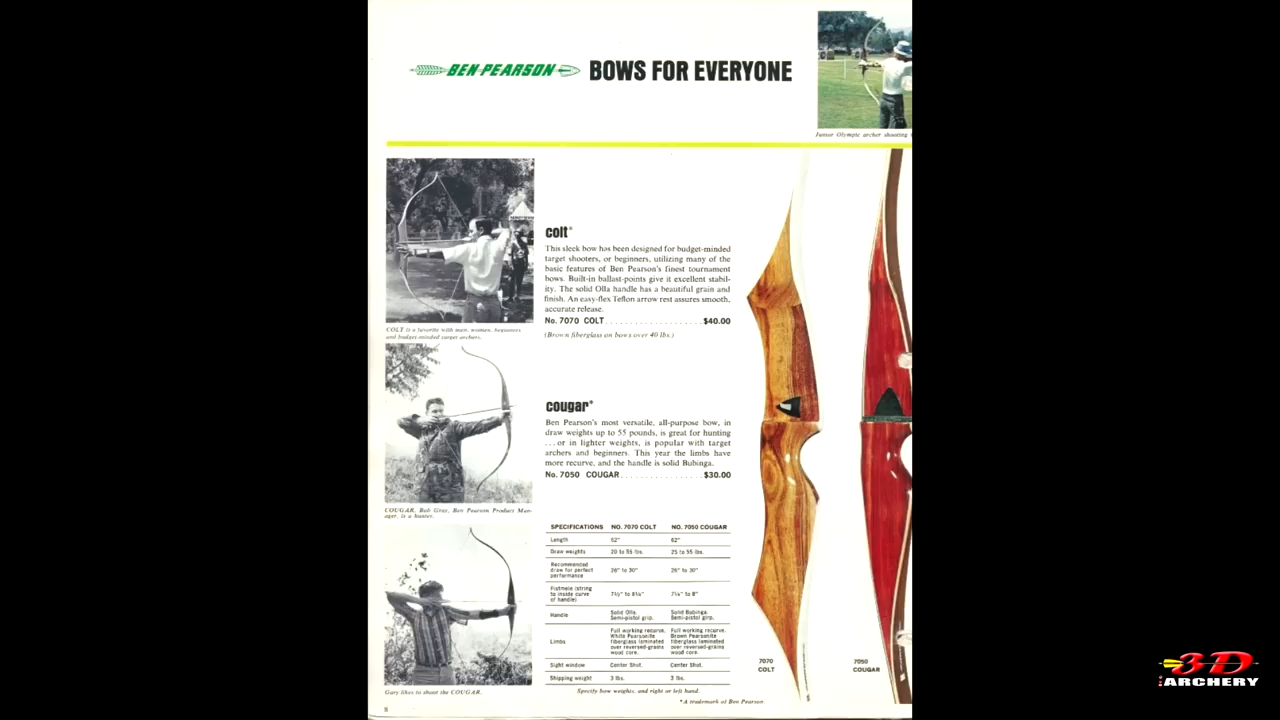 BEN PEARSON BOWS FOR EVERYONE
Junior Olympic archer shooting
colt*
This sleek bow has been designed for budget-minded
target shooters, or beginners, utilizing many of the
basic features of Ben Pearson's finest tournament
bows. Built-in ballast-points give it excellent stabil-
ity. The solid Olla handle has a beautiful grain and
finish. An easy-flex Teflon arrow rest assures smooth,
accurate release.
No. 7070 COLT . . . . . . . . . . . . . . . . . . . . $40.00
(Brown fiberglass on bows over 40 lbs.)
COLT is a favorite with men, women, beginners
and budget-minded target archers.
cougar*
Ben Pearson's most versatile, all-purpose bow, in
draw weights up to 55 pounds, is great for hunting
. . . or in lighter weights, is popular with target
archers and beginners. This year the limbs have
more recurve, and the handle is solid Bubinga.
No. 7050 COUGAR . . . . . . . . . . . . . . . . . $30.00
COUGAR, Bob Gray, Ben Pearson Product Man-
ager, is a hunter.
SPECIFICATIONS NO. 7070 COLT NO. 7050 COUGAR
Length 62" 62"
Draw weights 20 to 55 lbs. 25 to 55 lbs.
Recommended
draw for perfect
performance
26" to 30" 26" to 30"
Fistmele (string
to inside curve
of handle)
Handle
Solid Olla.
Semi-pistol grip.
Solid Bubinga.
Semi-pistol grip.
Limbs
Full working recurve.
White Pearsonite
fiberglass laminated
over reversed-grains
wood core.
Full working recurve.
Brown Pearsonite
fiberglass laminated
over reversed-grains
wood core.
Sight window Center Shot. Center Shot.
Shipping weight 3 lbs. 3 lbs.
Specify bow weights, and right or left hand.
*A trademark of Ben Pearson
Gary likes to shoot the COUGAR.
7070
COLT
7050
COUGAR
8
3D
ARCHERY